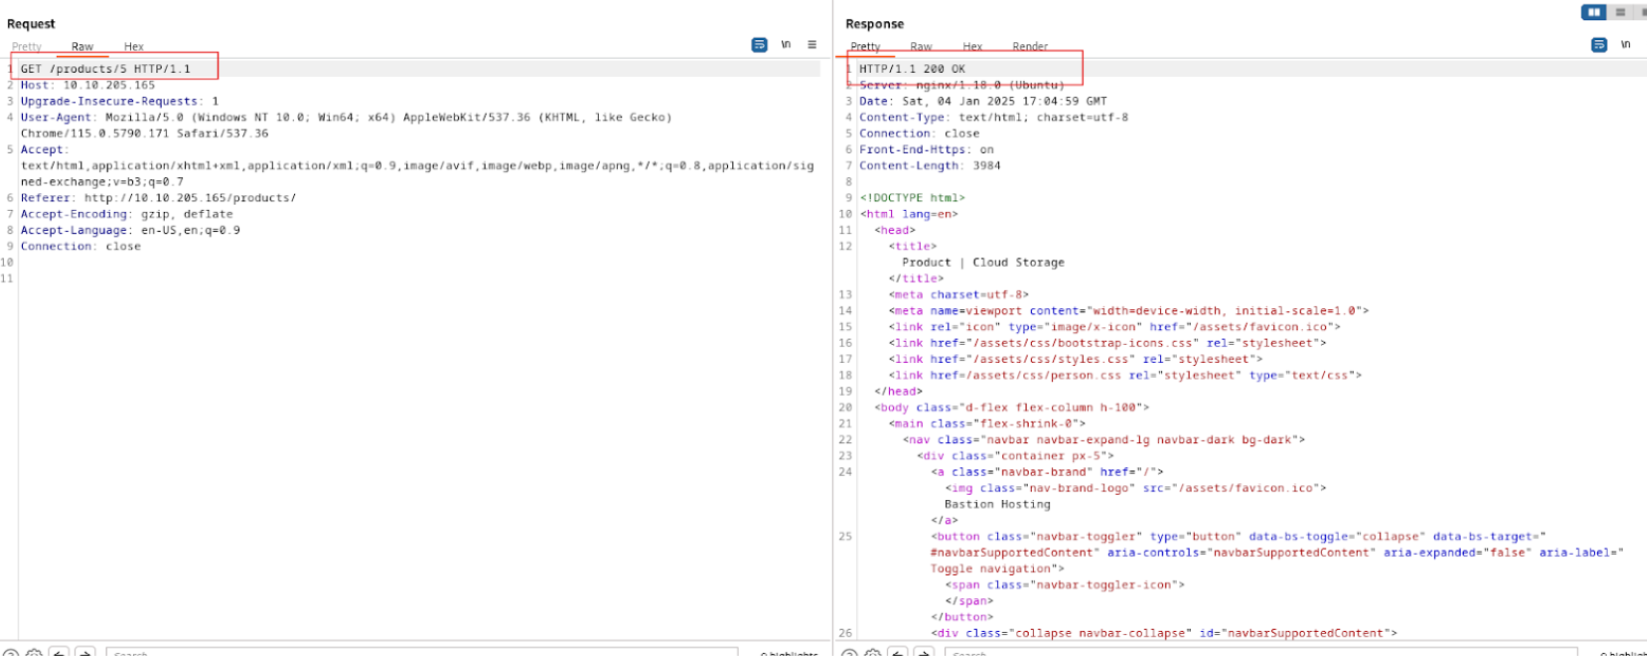 Request
Pretty Raw Hex
\n
1 GET /products/5 HTTP/1.1
2 Host: 10.10.205.165
3 Upgrade-Insecure-Requests: 1
4 User-Agent: Mozilla/5.0 (Windows NT 10.0; Win64; x64) AppleWebKit/537.36 (KHTML, like Gecko)
Chrome/115.0.5790.171 Safari/537.36
5 Accept:
text/html,application/xhtml+xml,application/xml;q=0.9,image/avif,image/webp,image/apng,*/*;q=0.8,application/sig
ned-exchange;v=b3;q=0.7
6 Referer: http://10.10.205.165/products/
7 Accept-Encoding: gzip, deflate
8 Accept-Language: en-US,en;q=0.9
9 Connection: close
10
11
Search
0 highlights
Response
Pretty Raw Hex Render
\n
1 HTTP/1.1 200 OK
2 Server: nginx/1.18.0 (Ubuntu)
3 Date: Sat, 04 Jan 2025 17:04:59 GMT
4 Content-Type: text/html; charset=utf-8
5 Connection: close
6 Front-End-Https: on
7 Content-Length: 3984
8
9 <!DOCTYPE html>
10 <html lang=en>
11 <head>
12 <title>
Product | Cloud Storage
</title>
13 <meta charset=utf-8>
14 <meta name=viewport content="width=device-width, initial-scale=1.0">
15 <link rel="icon" type="image/x-icon" href="/assets/favicon.ico">
16 <link href="/assets/css/bootstrap-icons.css" rel="stylesheet">
17 <link href="/assets/css/styles.css" rel="stylesheet">
18 <link href=/assets/css/person.css rel="stylesheet" type="text/css">
19 </head>
20 <body class="d-flex flex-column h-100">
21 <main class="flex-shrink-0">
22 <nav class="navbar navbar-expand-lg navbar-dark bg-dark">
23 <div class="container px-5">
24 <a class="navbar-brand" href="/">
<img class="nav-brand-logo" src="/assets/favicon.ico">
Bastion Hosting
</a>
25 <button class="navbar-toggler" type="button" data-bs-toggle="collapse" data-bs-target="
#navbarSupportedContent" aria-controls="navbarSupportedContent" aria-expanded="false" aria-label="
Toggle navigation">
<span class="navbar-toggler-icon">
</span>
</button>
26 <div class="collapse navbar-collapse" id="navbarSupportedContent">
Search